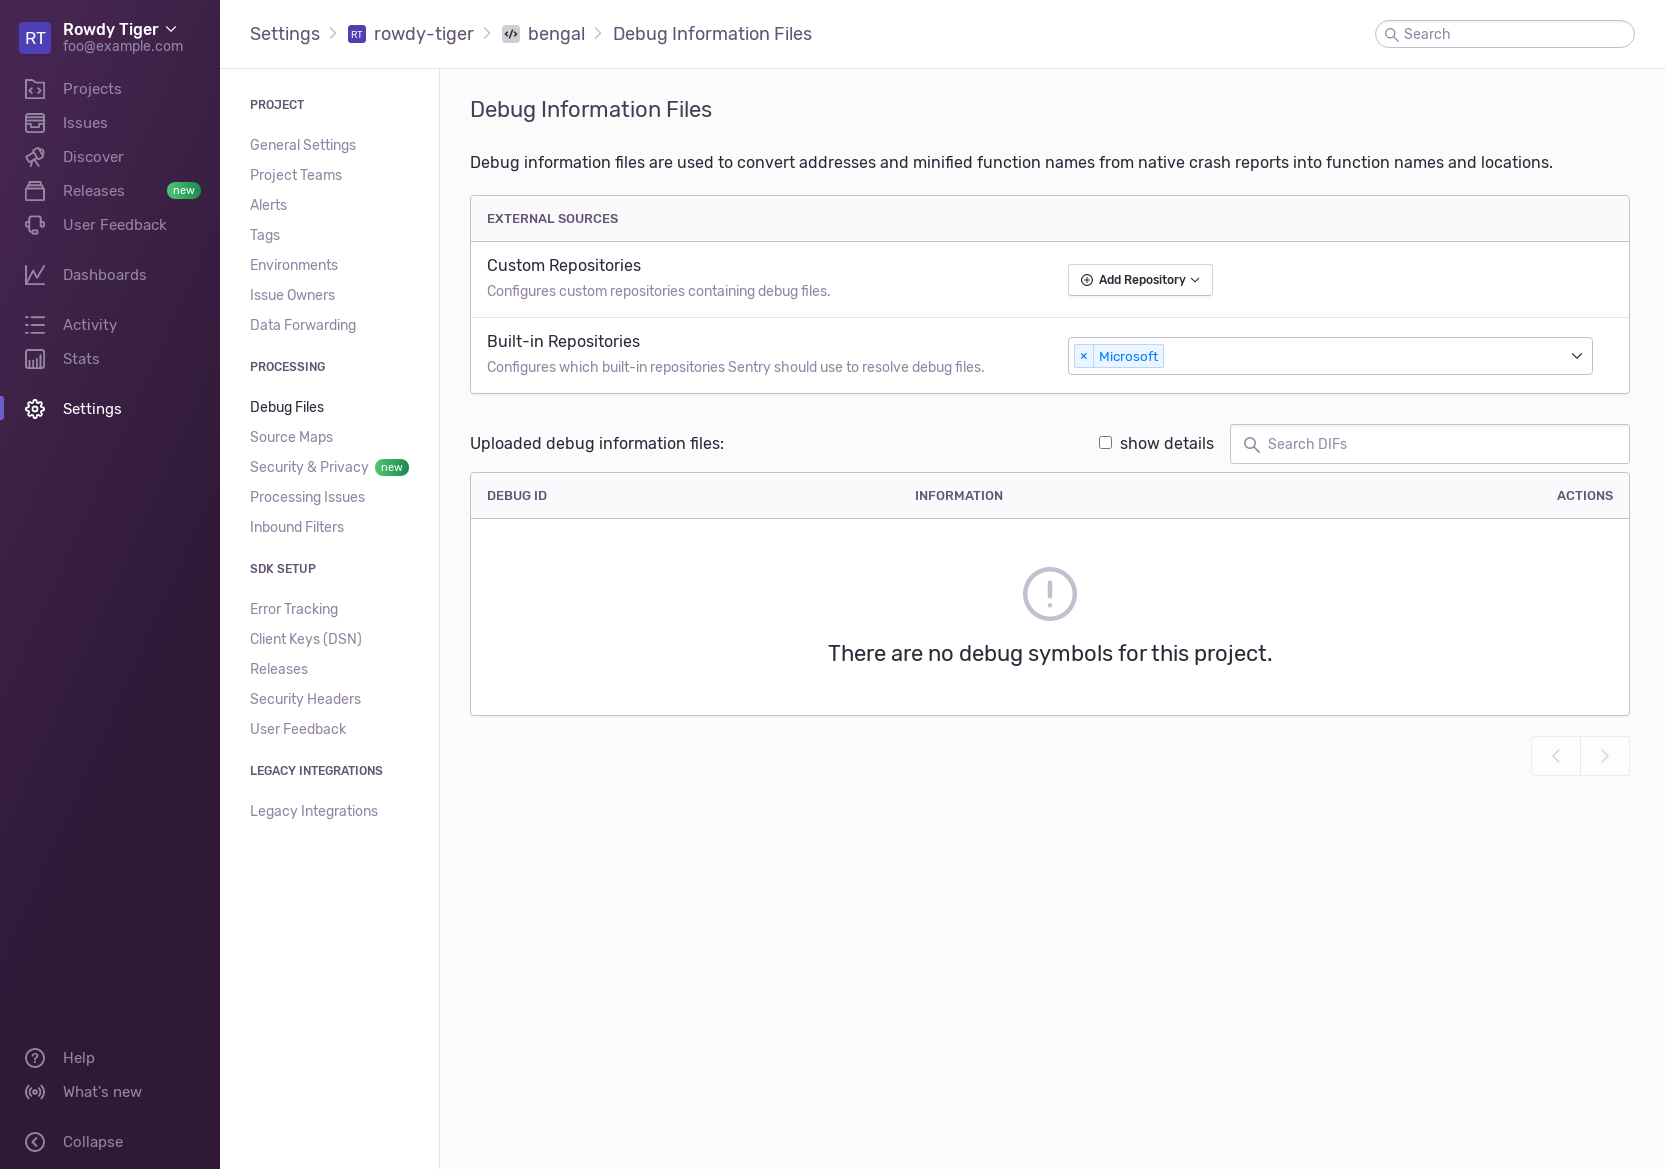 RT
Rowdy Tiger
foo@example.com
Projects
Issues
Discover
Releases new
User Feedback
Dashboards
Activity
Stats
Settings
Help
What's new
Collapse
Settings RT rowdy-tiger bengal Debug Information Files
Search
PROJECT
General Settings
Project Teams
Alerts
Tags
Environments
Issue Owners
Data Forwarding
PROCESSING
Debug Files
Source Maps
Security & Privacy new
Processing Issues
Inbound Filters
SDK SETUP
Error Tracking
Client Keys (DSN)
Releases
Security Headers
User Feedback
LEGACY INTEGRATIONS
Legacy Integrations
Debug Information Files
Debug information files are used to convert addresses and minified function names from native crash reports into function names and locations.
EXTERNAL SOURCES
Custom Repositories
Configures custom repositories containing debug files.
Add Repository
Built-in Repositories
Configures which built-in repositories Sentry should use to resolve debug files.
× Microsoft
Uploaded debug information files:
show details
Search DIFs
DEBUG ID INFORMATION ACTIONS
There are no debug symbols for this project.